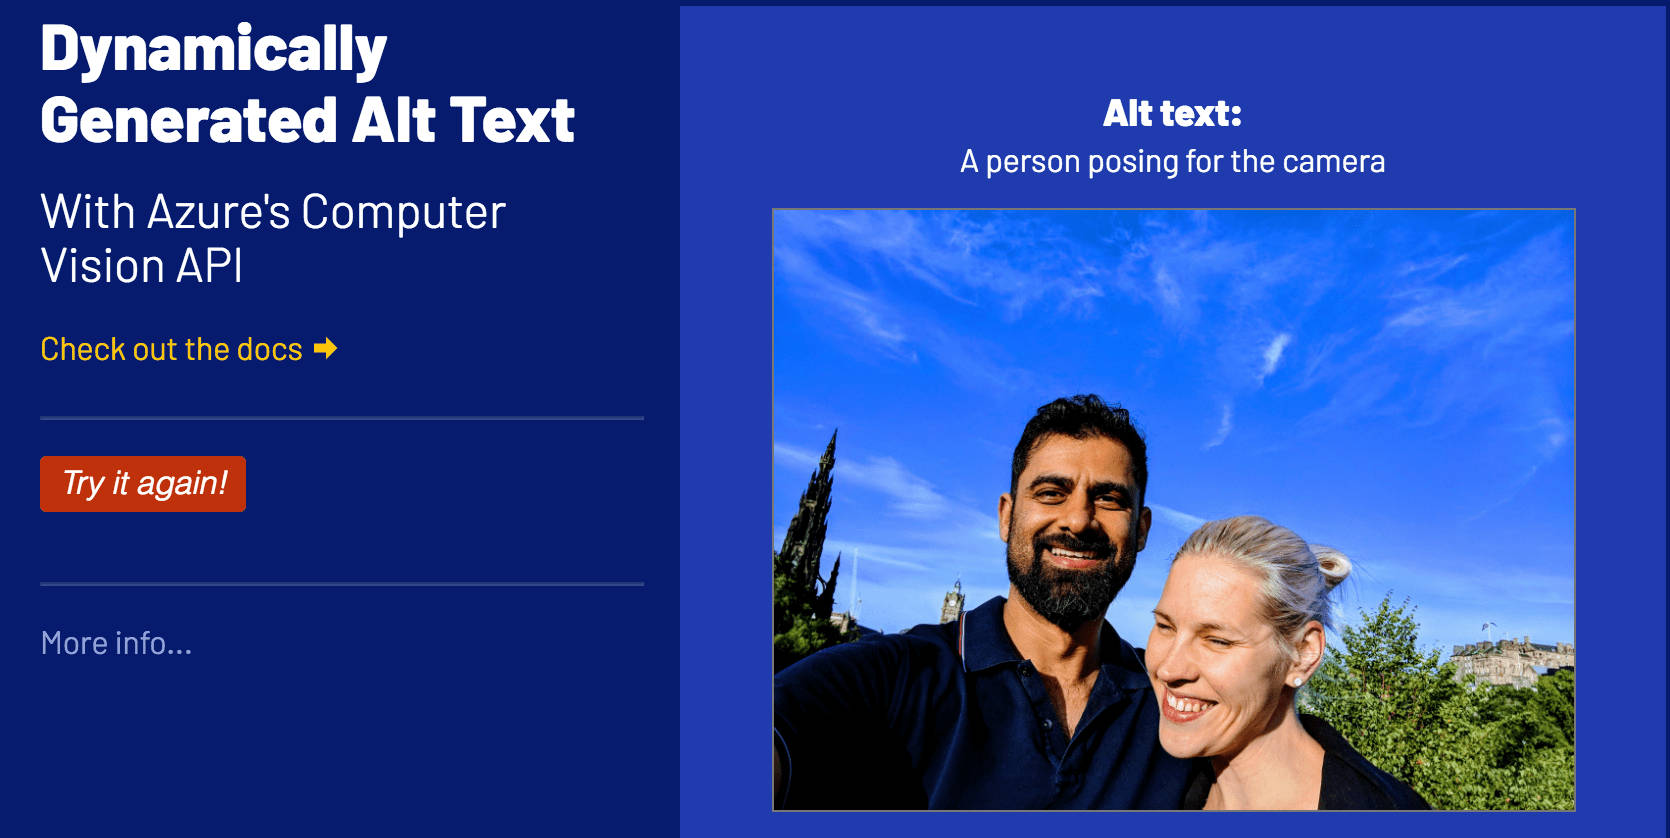 Dynamically
Generated Alt Text
With Azure's Computer
Vision API
Check out the docs
Try it again!
More info...
Alt text:
A person posing for the camera